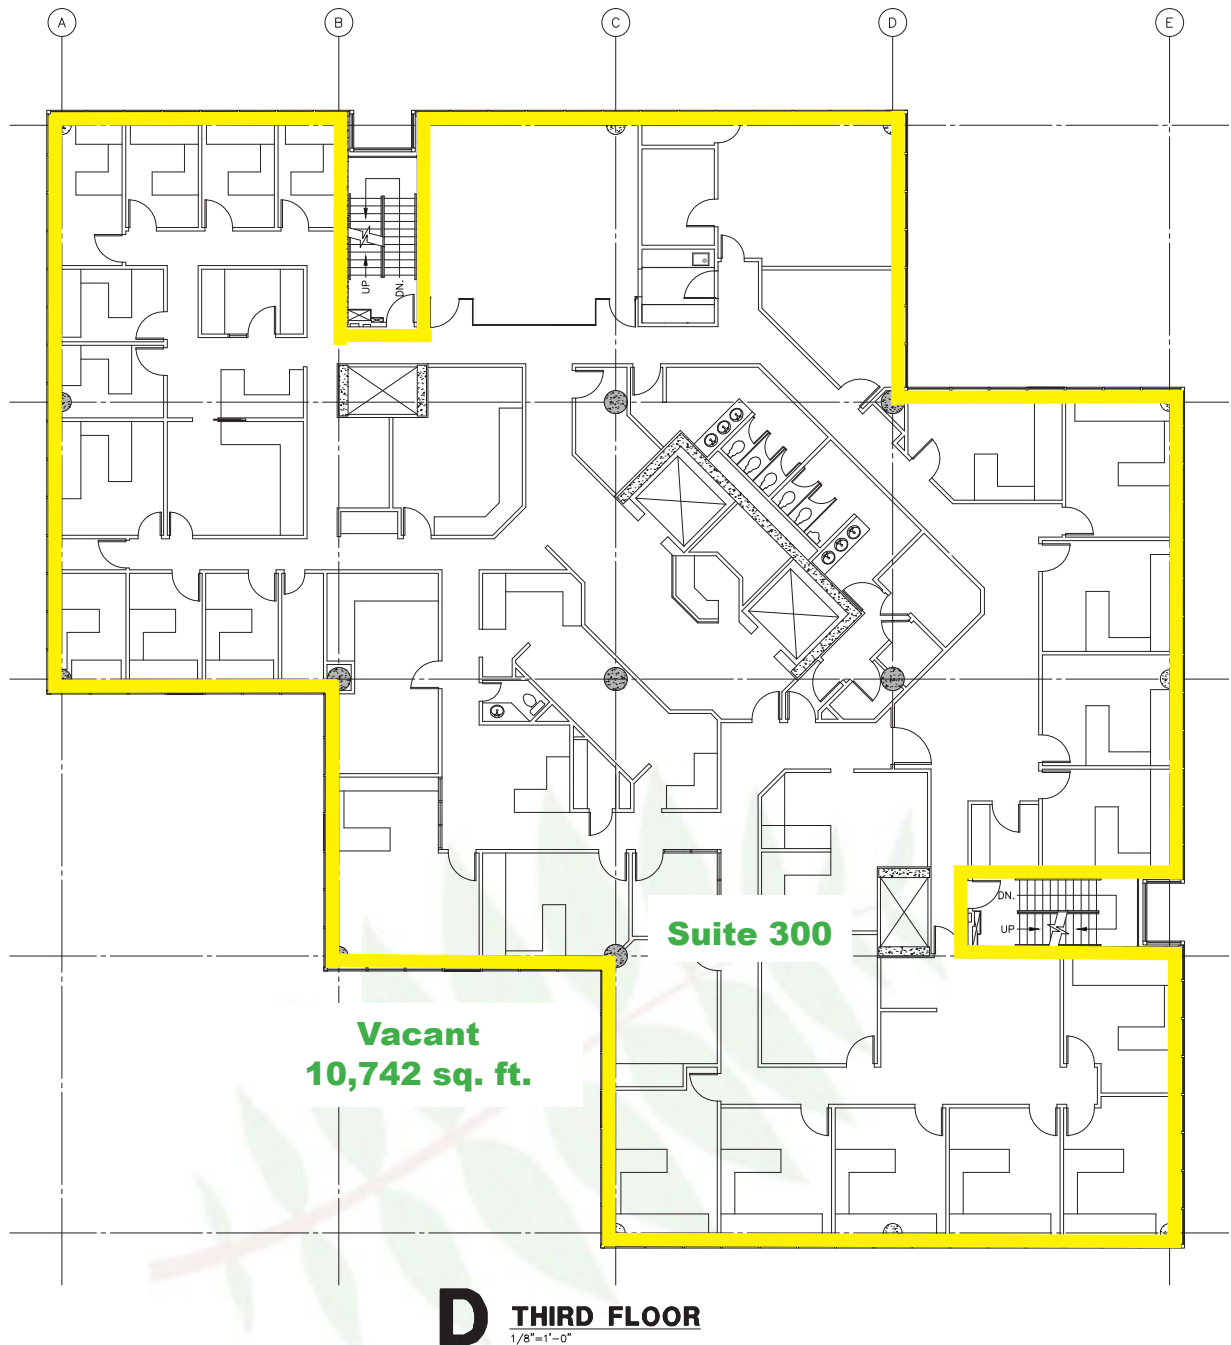 A B C D E
UP
DN.
DN.
UP
Suite 300
Vacant
10,742 sq. ft.
D THIRD FLOOR
1/8"=1'-0"